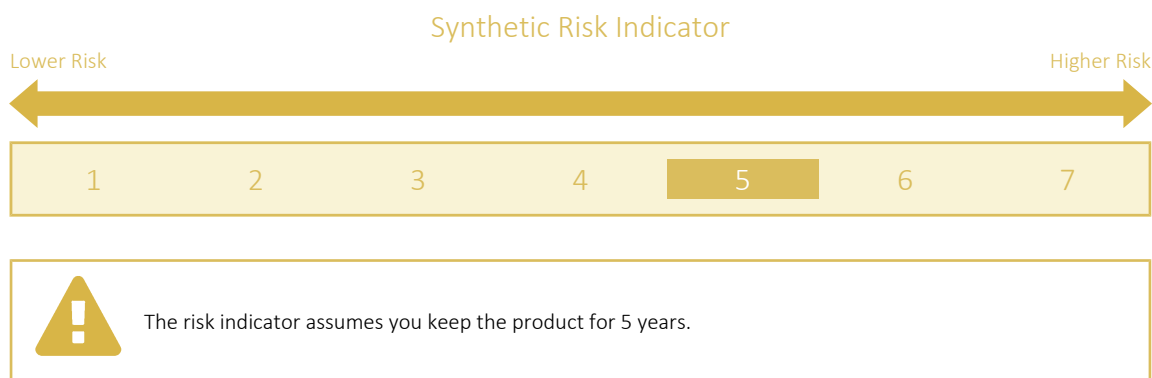 Synthetic Risk Indicator
Lower Risk Higher Risk
1 2 3 4 5 6 7
The risk indicator assumes you keep the product for 5 years.